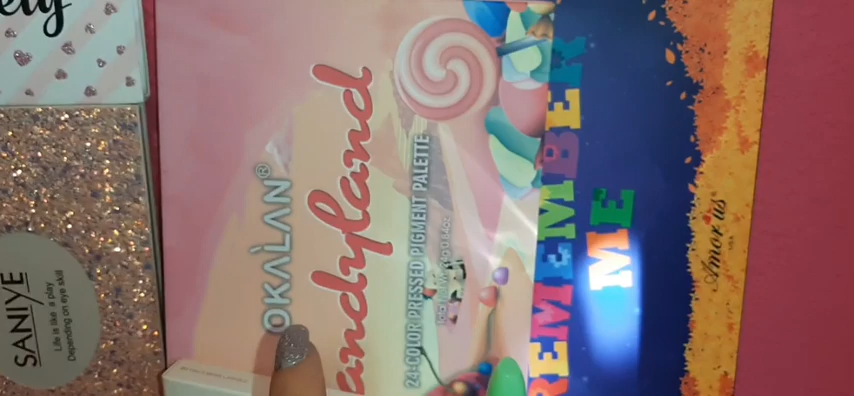 ely
SANIYE
Life is like a play
Depending on eye skill
OKALAN®
andyland
24-COLOR PRESSED PIGMENT PALETTE
REMEMBER
ME
Amor us